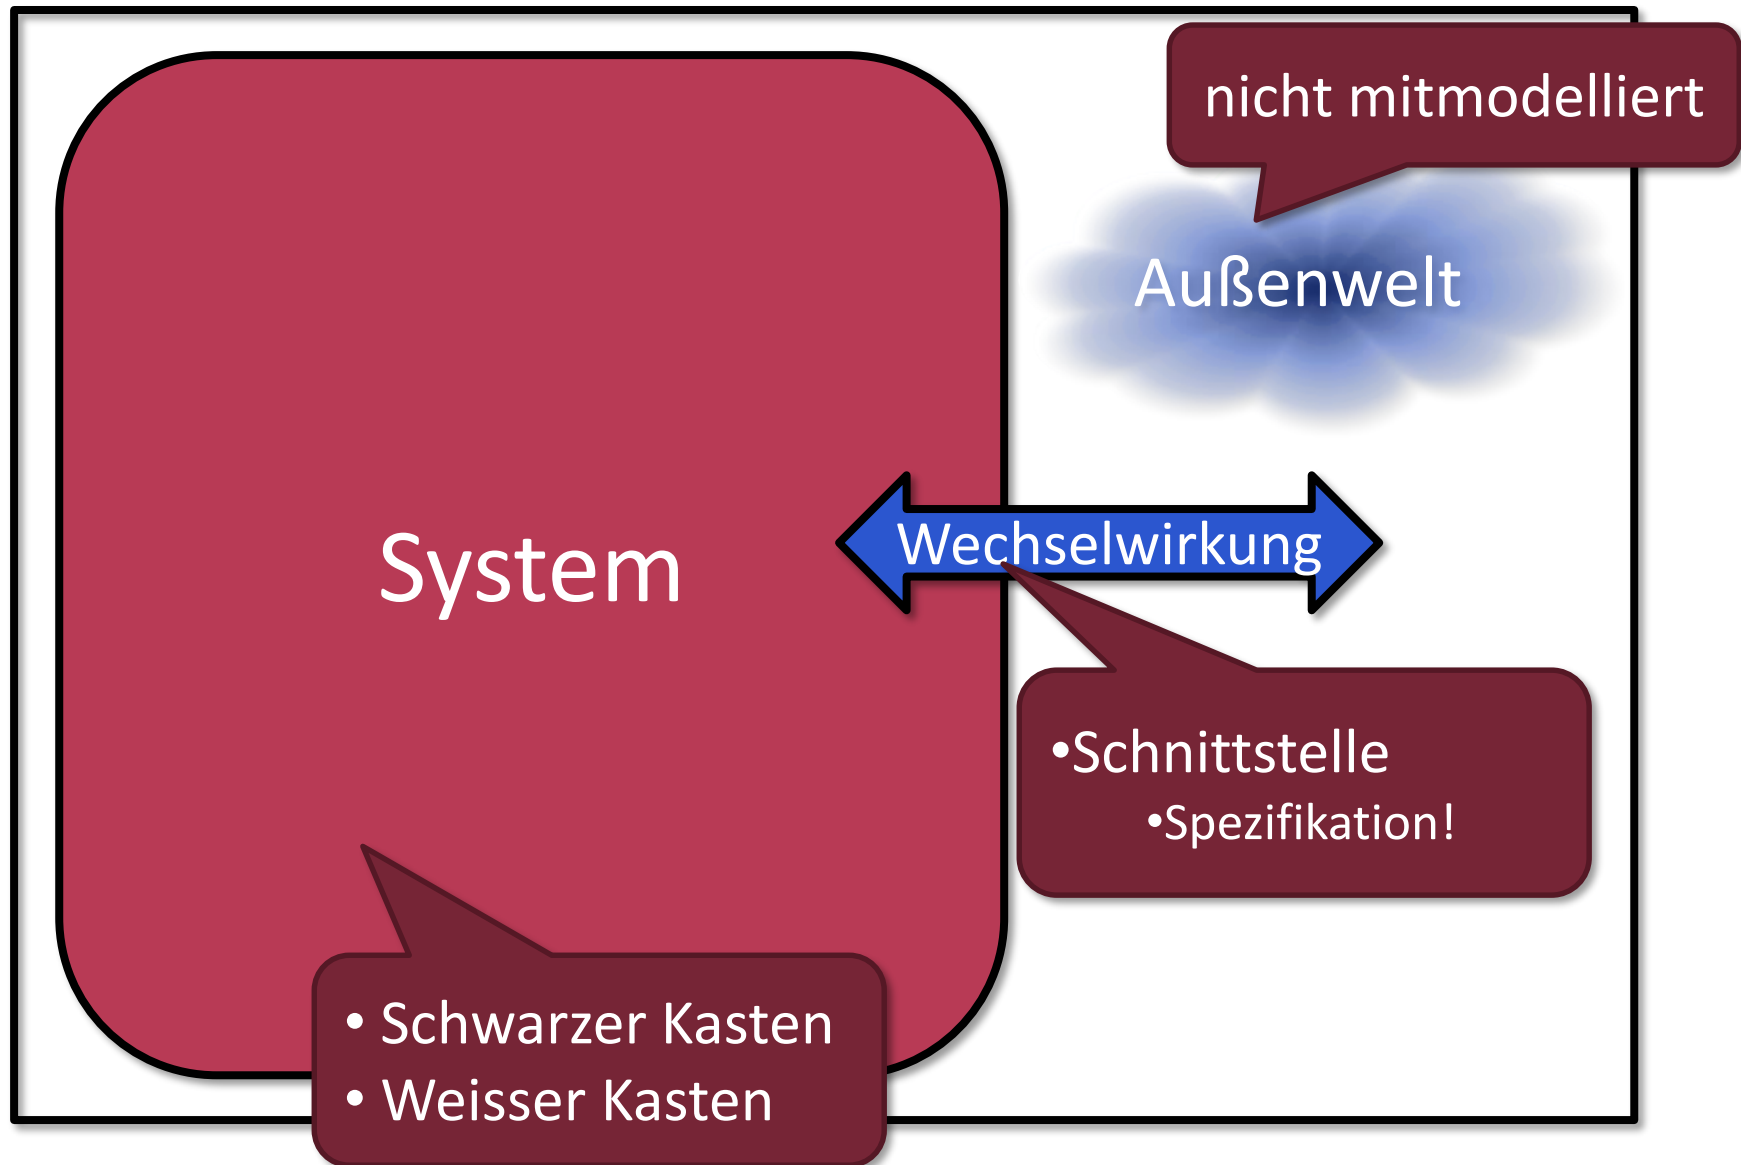 nicht mitmodelliert
Außenwelt
System
Wechselwirkung
•Schnittstelle
•Spezifikation!
• Schwarzer Kasten
• Weisser Kasten